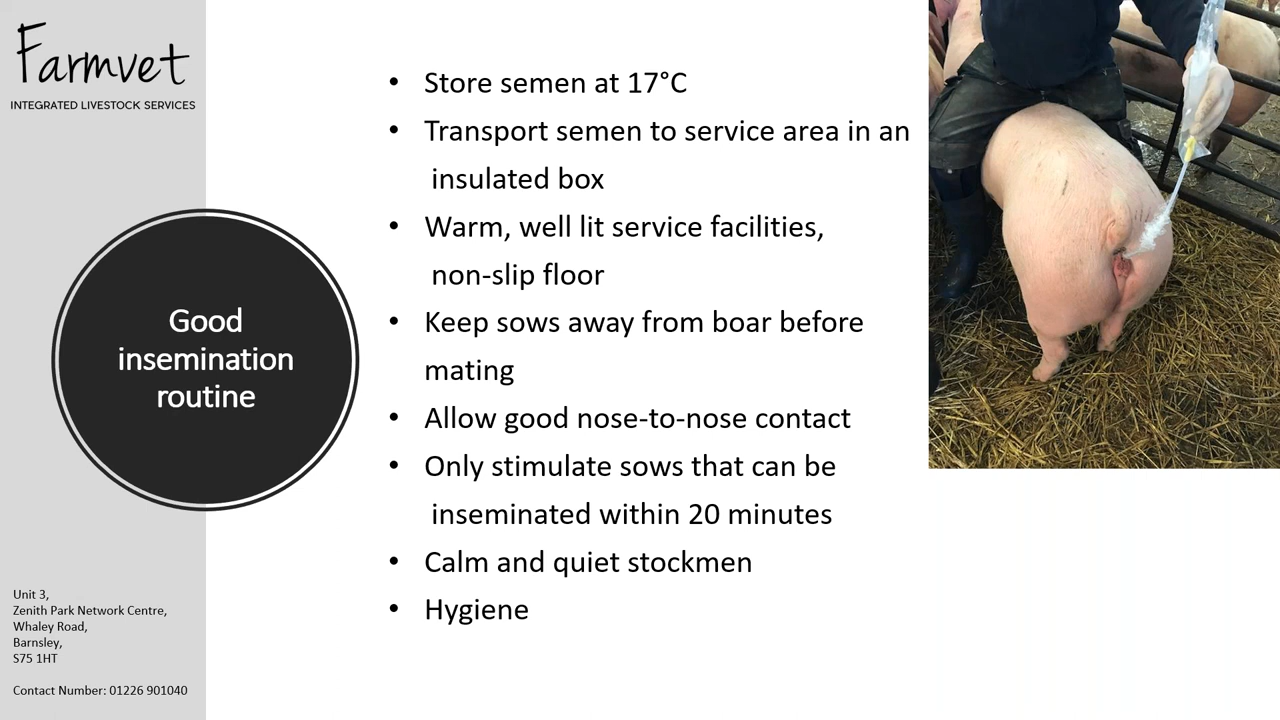 Farmvet
INTEGRATED LIVESTOCK SERVICES
Good
insemination
routine
Unit 3,
Zenith Park Network Centre,
Whaley Road,
Barnsley,
S75 1HT
Contact Number: 01226 901040
• Store semen at 17°C
• Transport semen to service area in an
insulated box
• Warm, well lit service facilities,
non-slip floor
• Keep sows away from boar before
mating
• Allow good nose-to-nose contact
• Only stimulate sows that can be
inseminated within 20 minutes
• Calm and quiet stockmen
• Hygiene